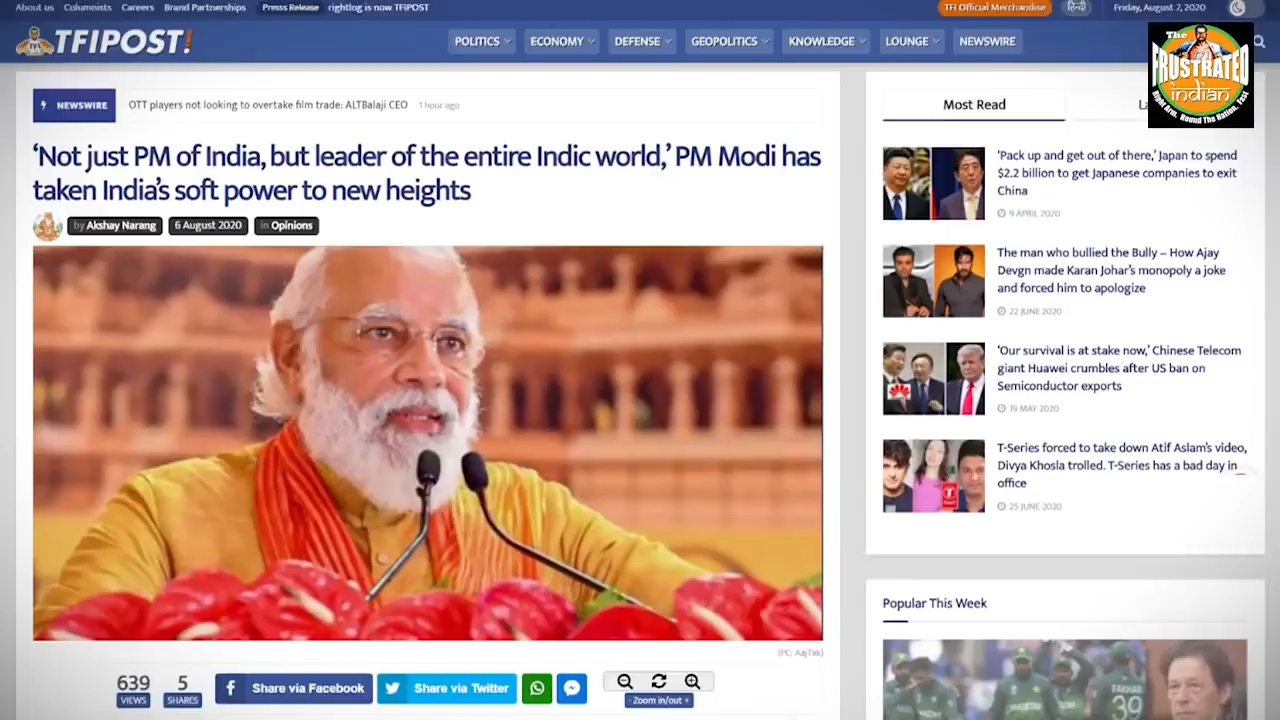 About us Columnists Careers Brand Partnerships Press Release rightlog is now TFIPOST
TFI Official Merchandise हिन्दी Friday, August 7, 2020
TFIPOST!
POLITICS ECONOMY DEFENSE GEOPOLITICS KNOWLEDGE LOUNGE NEWSWIRE
The
FRUSTRATED
indian
Right Arm. Round The Nation. Fast
NEWSWIRE OTT players not looking to overtake film trade: ALTBalaji CEO 1 hour ago
‘Not just PM of India, but leader of the entire Indic world,’ PM Modi has
taken India’s soft power to new heights
by Akshay Narang 6 August 2020 in Opinions
(PC: AajTak)
639
VIEWS
5
SHARES
Share via Facebook
Share via Twitter
Zoom in/out +
Most Read
‘Pack up and get out of there,’ Japan to spend
$2.2 billion to get Japanese companies to exit
China
9 APRIL 2020
The man who bullied the Bully – How Ajay
Devgn made Karan Johar’s monopoly a joke
and forced him to apologize
22 JUNE 2020
‘Our survival is at stake now,’ Chinese Telecom
giant Huawei crumbles after US ban on
Semiconductor exports
19 MAY 2020
T-Series forced to take down Atif Aslam’s video,
Divya Khosla trolled. T-Series has a bad day in
office
25 JUNE 2020
Popular This Week
PAKISTAN
FAKHAR
39